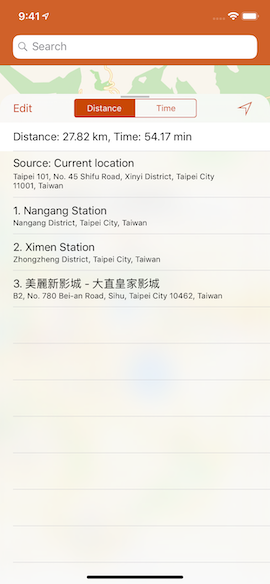 9:41
Search
Edit
Distance
Time
Distance: 27.82 km, Time: 54.17 min
Source: Current location
Taipei 101, No. 45 Shifu Road, Xinyi District, Taipei City
11001, Taiwan
1. Nangang Station
Nangang District, Taipei City, Taiwan
2. Ximen Station
Zhongzheng District, Taipei City, Taiwan
3. 美麗新影城 - 大直皇家影城
B2, No. 780 Bei-an Road, Sihu, Taipei City 10462, Taiwan